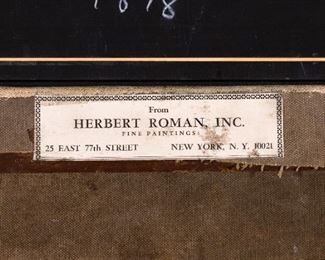 From
HERBERT ROMAN, INC.
FINE PAINTINGS
25 EAST 77th STREET NEW YORK, N. Y. 10021